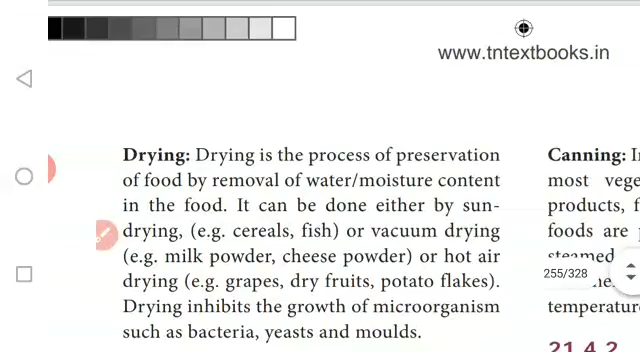 www.tntextbooks.in
Drying: Drying is the process of preservation
of food by removal of water/moisture content
in the food. It can be done either by sun-
drying, (e.g. cereals, fish) or vacuum drying
(e.g. milk powder, cheese powder) or hot air
drying (e.g. grapes, dry fruits, potato flakes).
Drying inhibits the growth of microorganism
such as bacteria, yeasts and moulds.
Canning: In
most vege
products, f
foods are
steamed
255/328
temperature
21.4.2